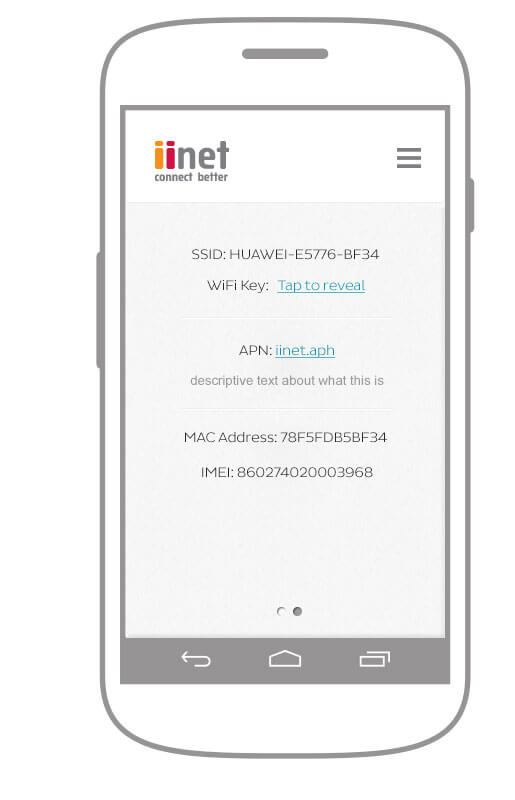 iinet
connect better
SSID: HUAWEI-E5776-BF34
WiFi Key: Tap to reveal
APN: iinet.aph
descriptive text about what this is
MAC Address: 78F5FDB5BF34
IMEI: 860274020003968